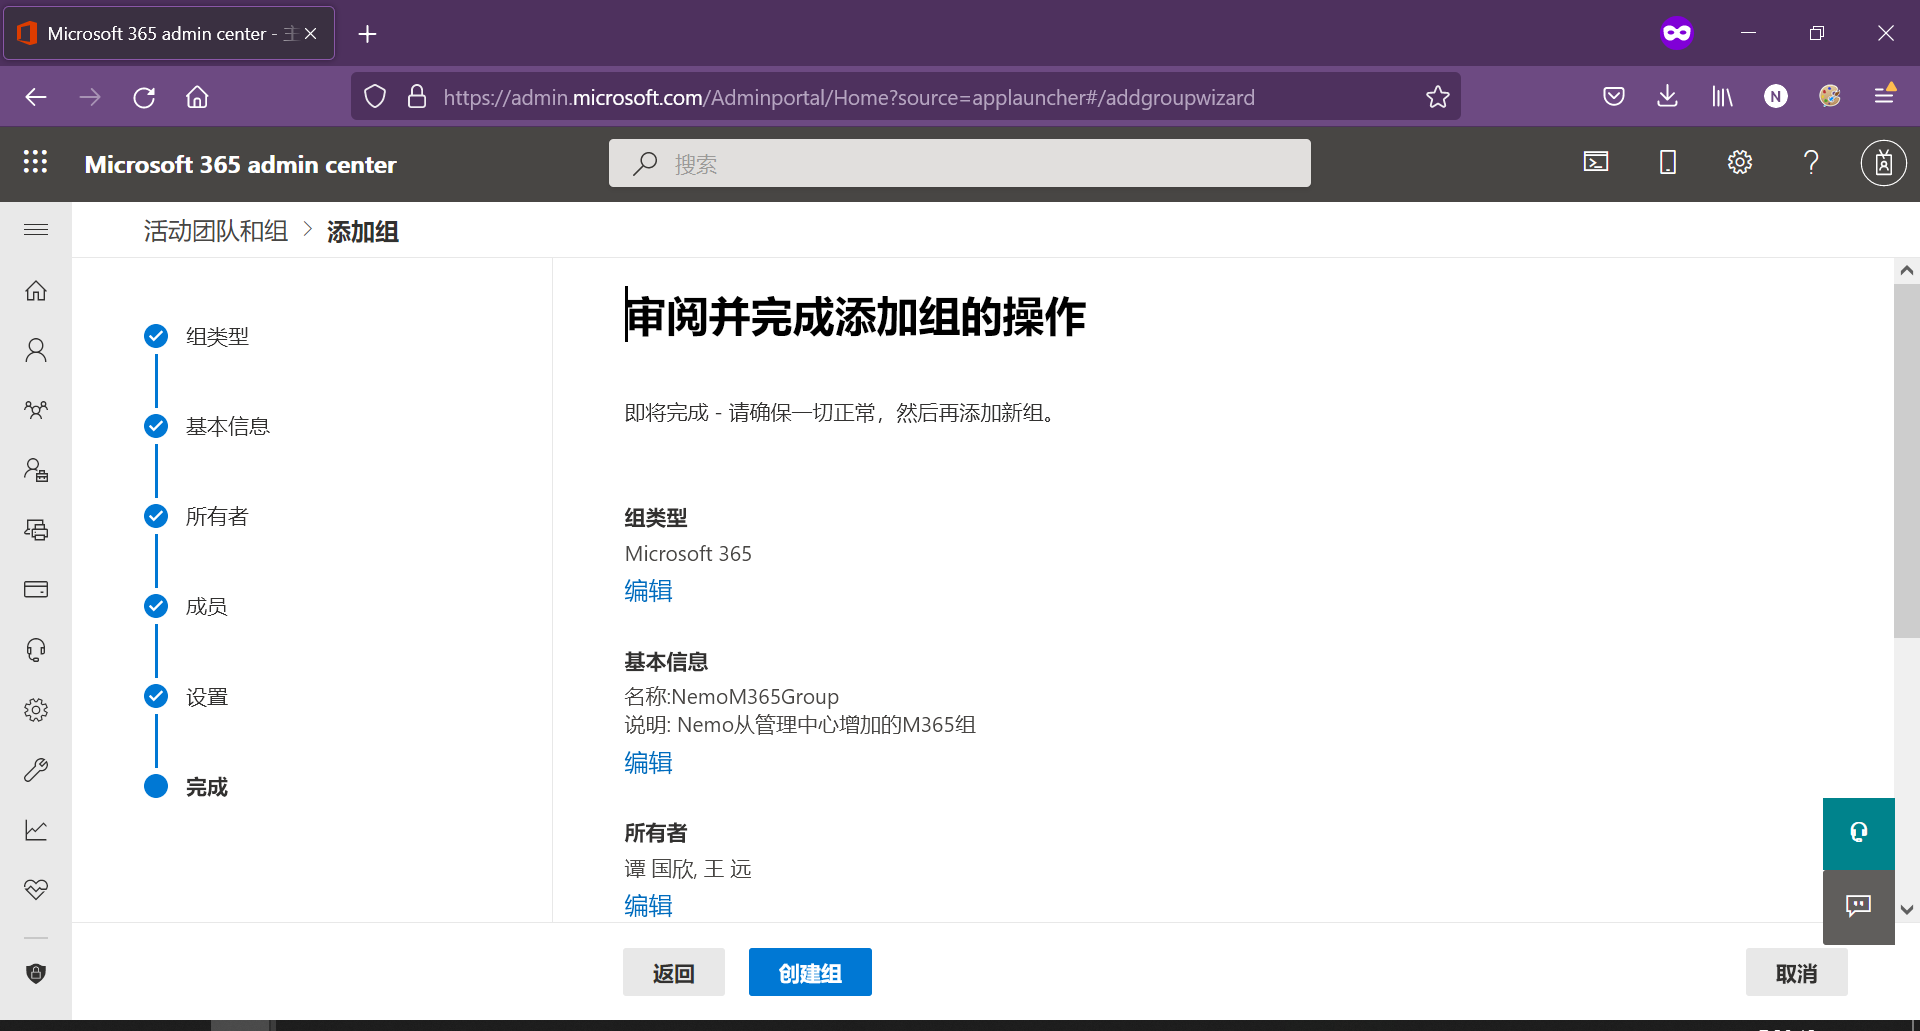 Microsoft 365 admin center - 主
https://admin.microsoft.com/Adminportal/Home?source=applauncher#/addgroupwizard
N
Microsoft 365 admin center
搜索
活动团队和组 > 添加组
组类型
基本信息
所有者
成员
设置
完成
审阅并完成添加组的操作
即将完成 - 请确保一切正常，然后再添加新组。
组类型
Microsoft 365
编辑
基本信息
名称:NemoM365Group
说明: Nemo从管理中心增加的M365组
编辑
所有者
谭 国欣, 王 远
编辑
返回
创建组
取消